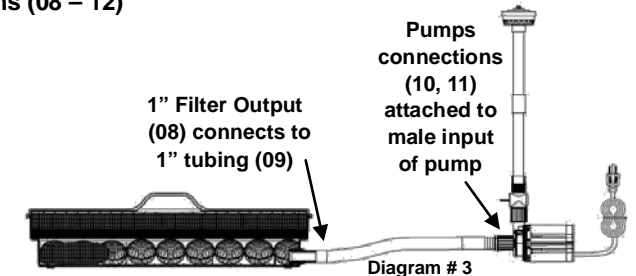 (08 – 12)
Pumps
connections
(10, 11)
attached to
male input
of pump
1” Filter Output
(08) connects to
1” tubing (09)
Diagram # 3